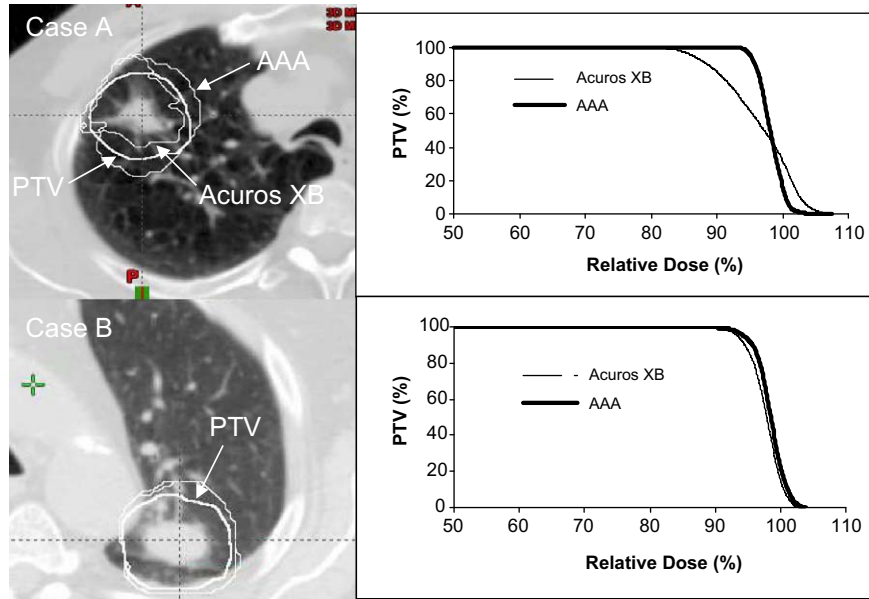 Case A
AAA
PTV
Acuros XB
P
Case B
PTV
PTV (%)
100
80
60
40
20
0
Acuros XB
AAA
50 60 70 80 90 100 110
Relative Dose (%)
PTV (%)
100
80
60
40
20
0
Acuros XB
AAA
50 60 70 80 90 100 110
Relative Dose (%)